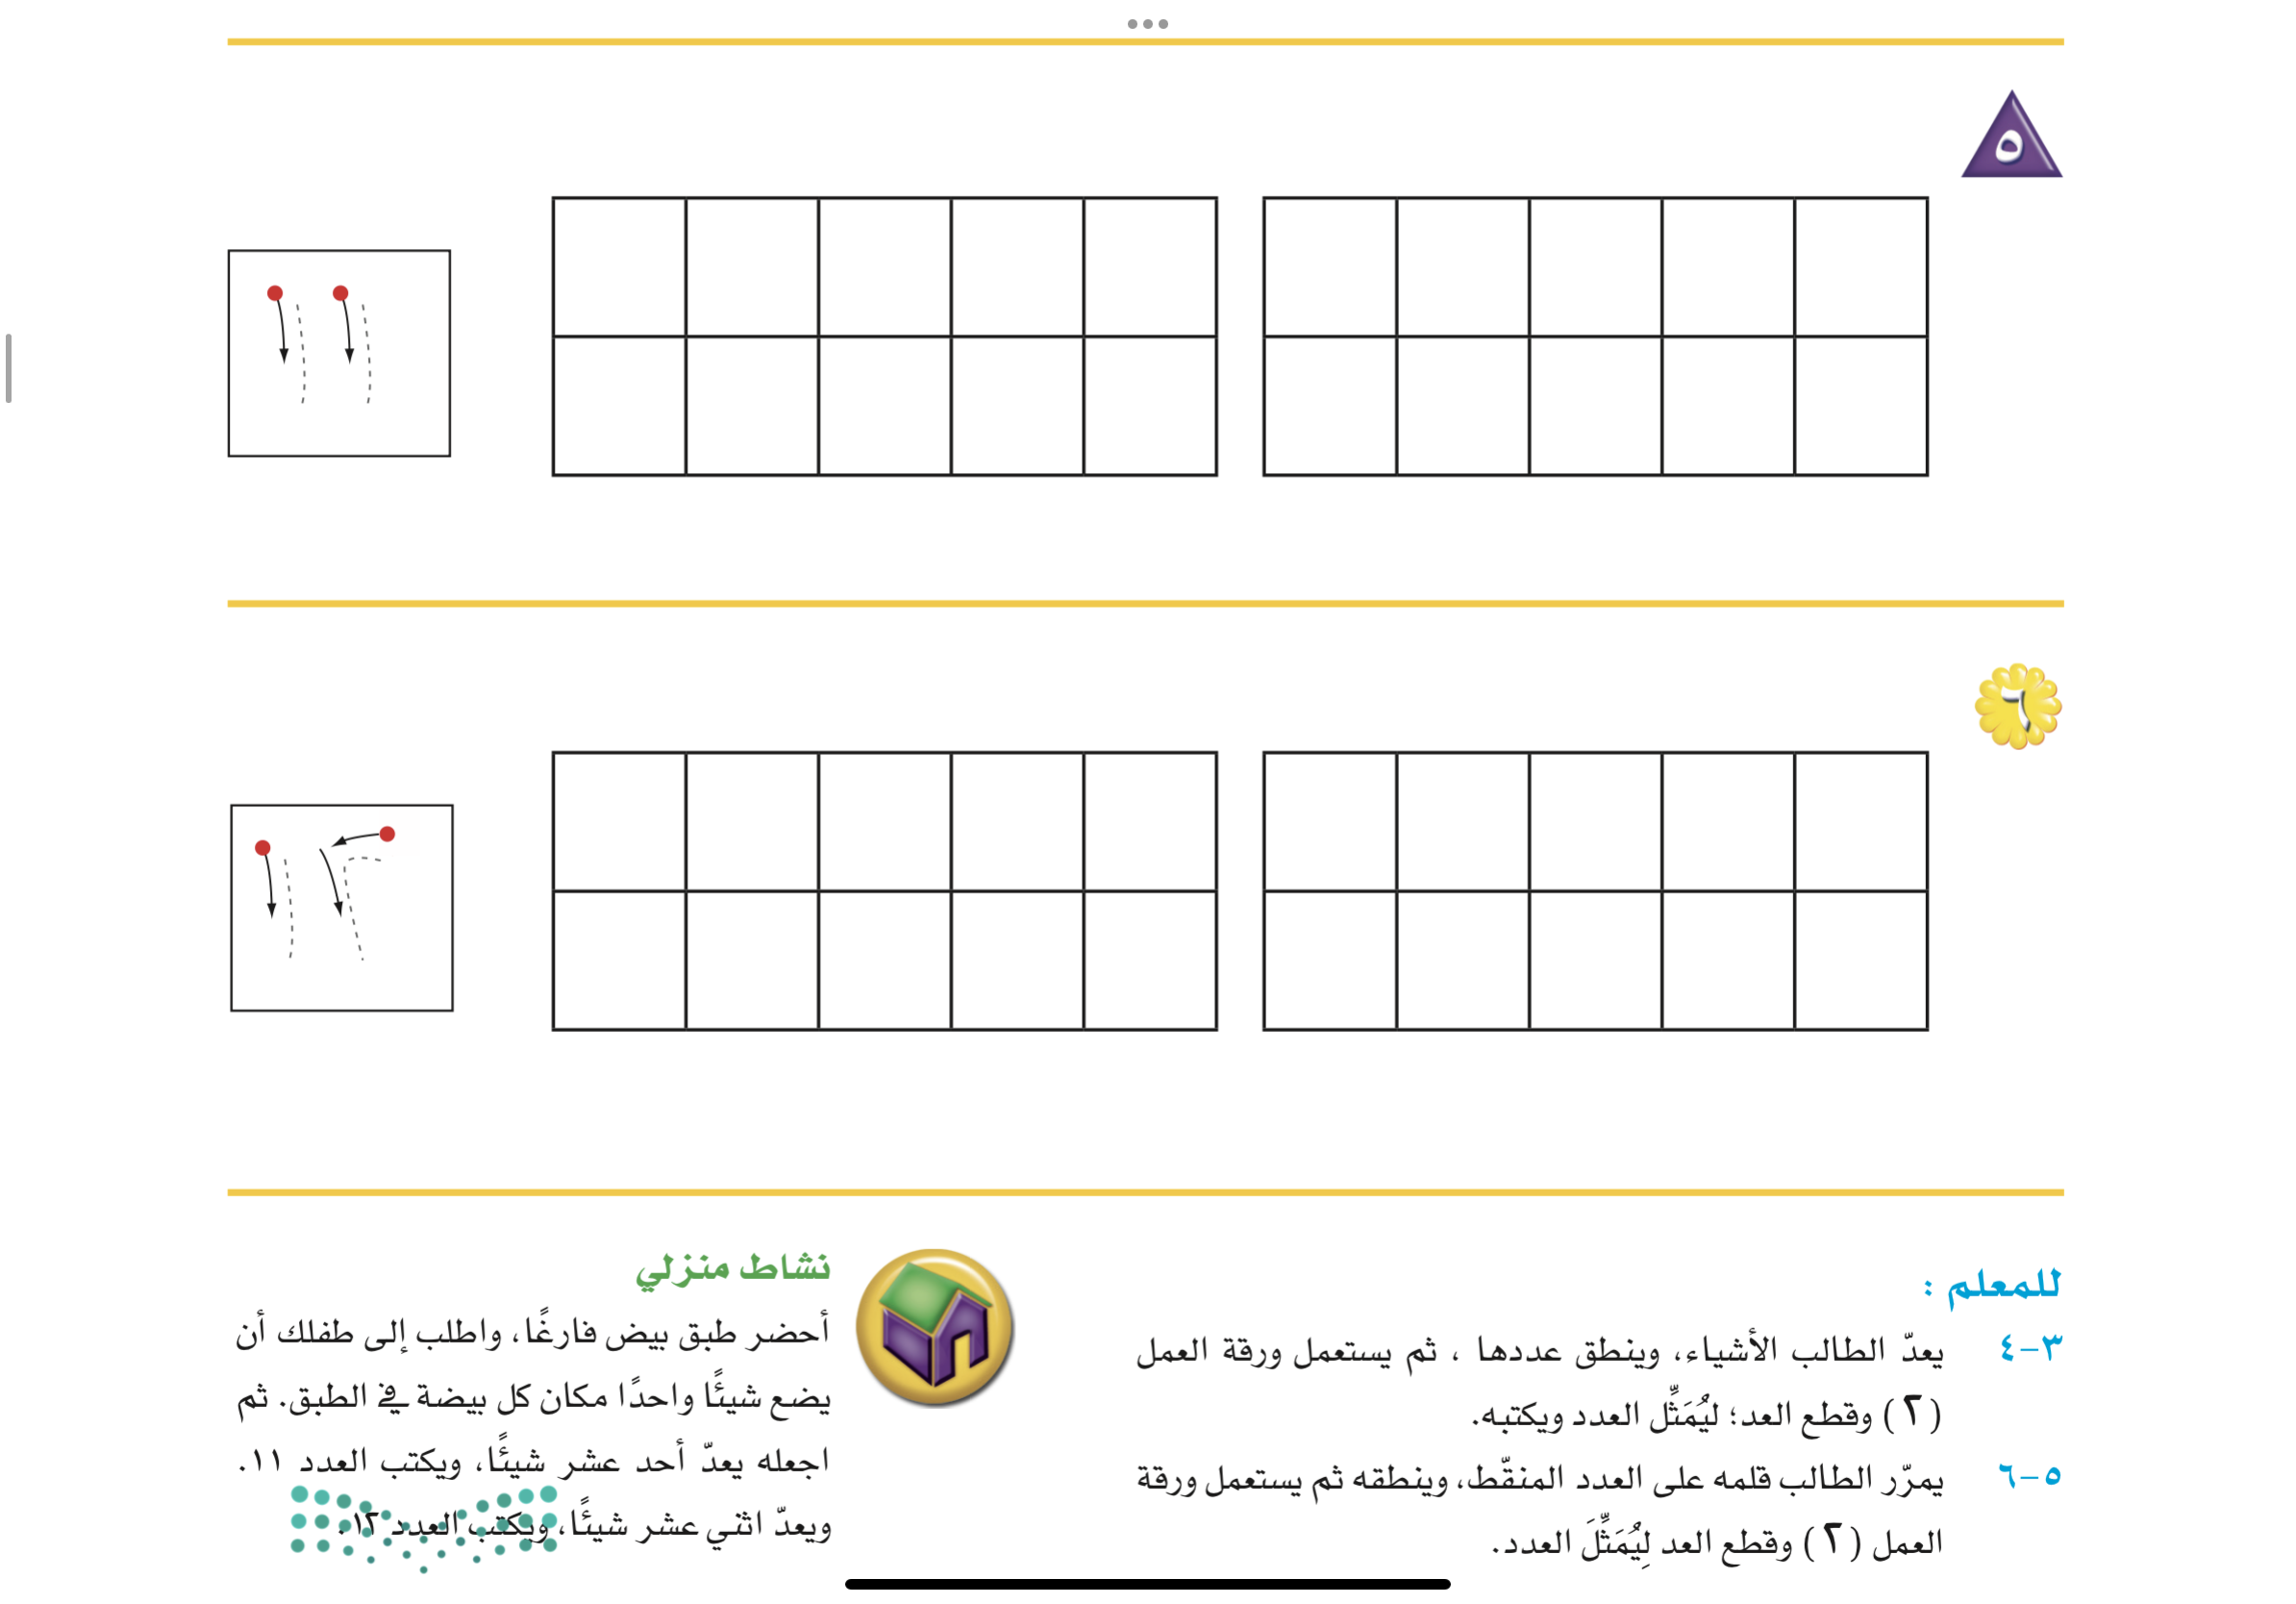 ٥
١١
٦
١٢
للمعلم :
٣-٤ يعدّ الطالب الأشياء، وينطق عددها ، ثم يستعمل ورقة العمل
(٢) وقطع العد؛ ليُمَثِّل العدد ويكتبه.
٥-٦ يمرّر الطالب قلمه على العدد المنقّط، وينطقه ثم يستعمل ورقة
العمل (٢) وقطع العد لِيُمَثِّلَ العدد.
نشاط منزلي
أحضر طبق بيض فارغًا، واطلب إلى طفلك أن
يضع شيئًا واحدًا مكان كل بيضة في الطبق. ثم
اجعله يعدّ أحد عشر شيئًا، ويكتب العدد ١١.
ويعدّ اثني عشر شيئًا، ويكتب العدد ١٢.